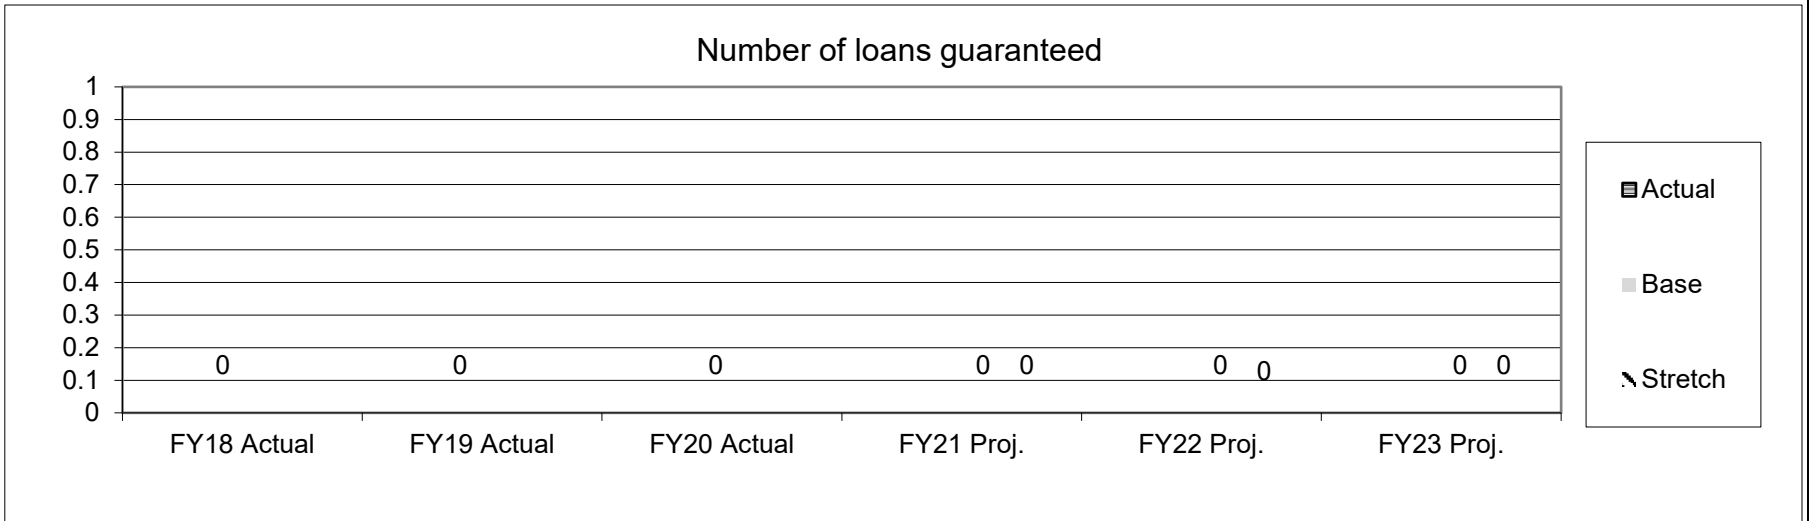 Number of loans guaranteed
1
0.9
0.8
0.7
0.6
0.5
0.4
0.3
0.2
0.1
0
0 0 0 0 0 0 0 0 0
FY18 Actual FY19 Actual FY20 Actual FY21 Proj. FY22 Proj. FY23 Proj.
Actual
Base
Stretch